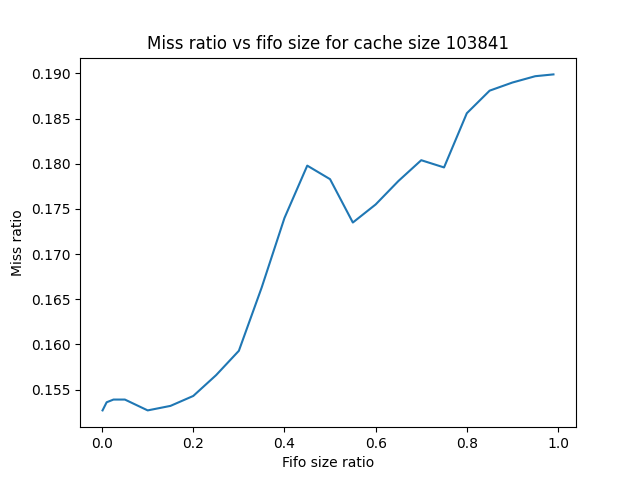 Miss ratio vs fifo size for cache size 103841
0.190
0.185
0.180
0.175
0.170
0.165
0.160
0.155
Miss ratio
0.0 0.2 0.4 0.6 0.8 1.0
Fifo size ratio